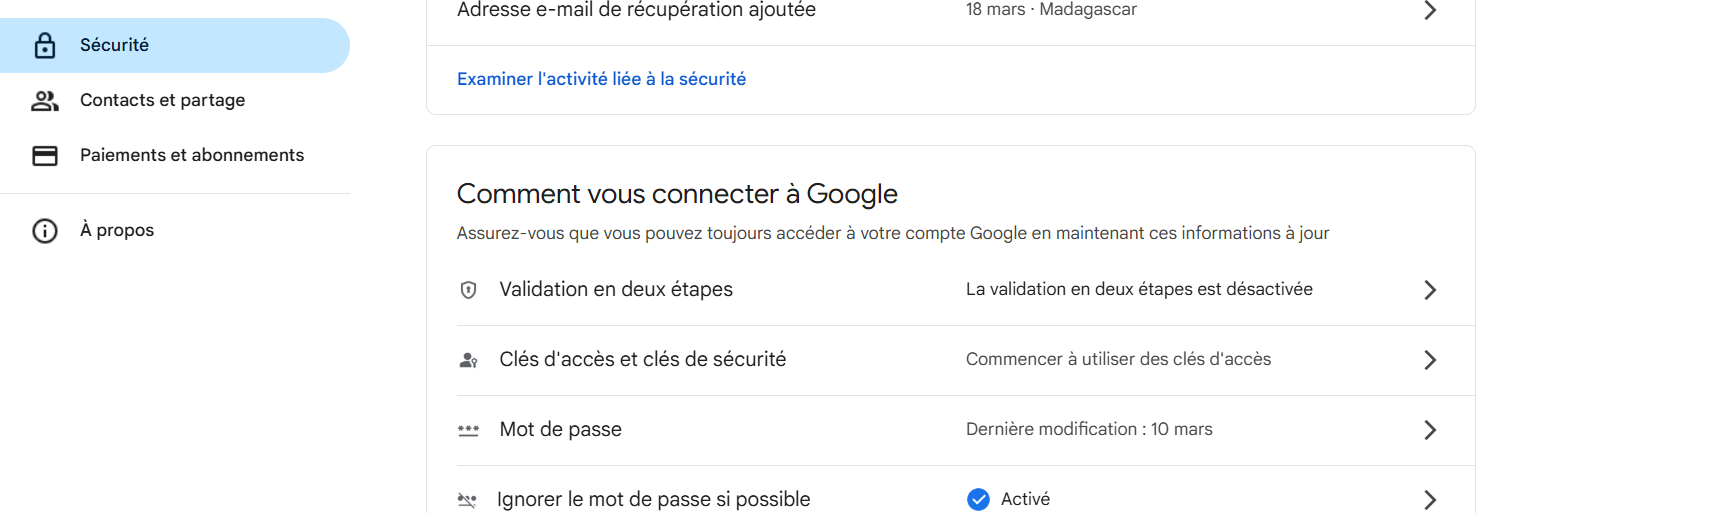 Adresse e-mail de récupération ajoutée
18 mars · Madagascar
Sécurité
Examiner l'activité liée à la sécurité
Contacts et partage
Paiements et abonnements
À propos
Comment vous connecter à Google
Assurez-vous que vous pouvez toujours accéder à votre compte Google en maintenant ces informations à jour
Validation en deux étapes
La validation en deux étapes est désactivée
Clés d'accès et clés de sécurité
Commencer à utiliser des clés d'accès
Mot de passe
Dernière modification : 10 mars
Ignorer le mot de passe si possible
Activé